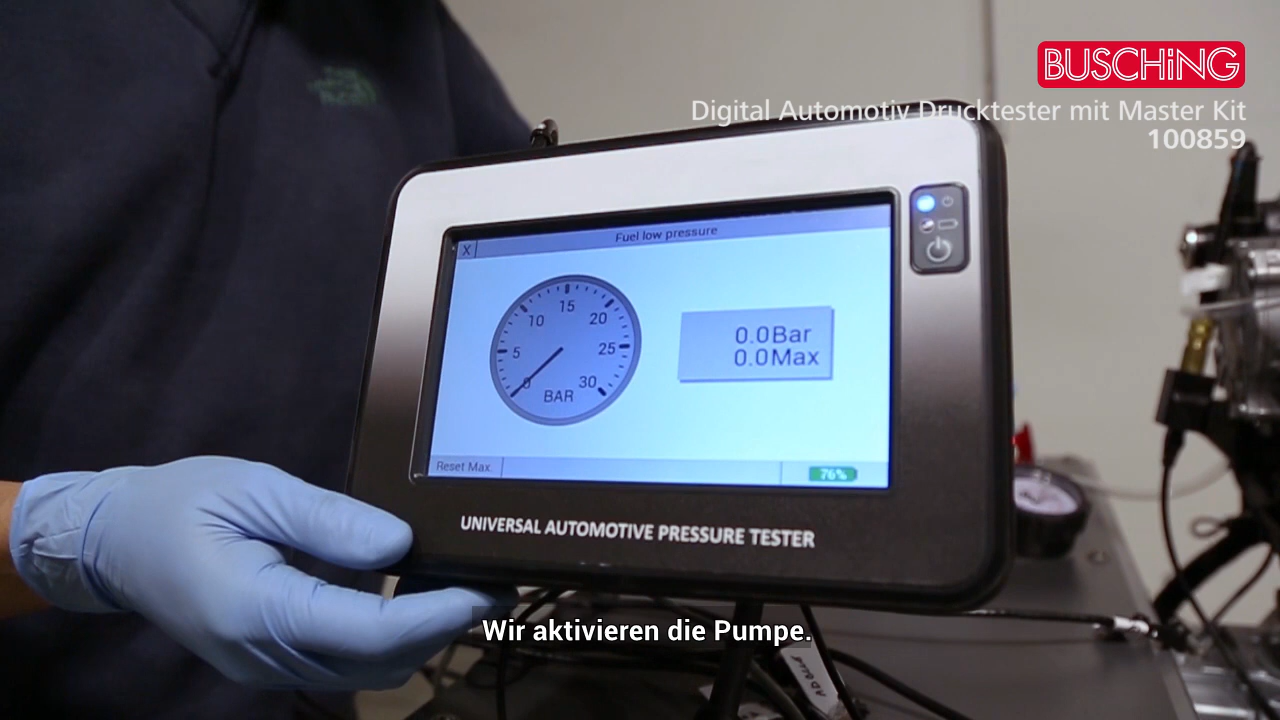 BUSCHiNG
Digital Automotiv Drucktester mit Master Kit
100859
X
Fuel low pressure
0
5
10
15
20
25
30
BAR
0.0Bar
0.0Max
Reset Max.
76%
UNIVERSAL AUTOMOTIVE PRESSURE TESTER
Wir aktivieren die Pumpe.